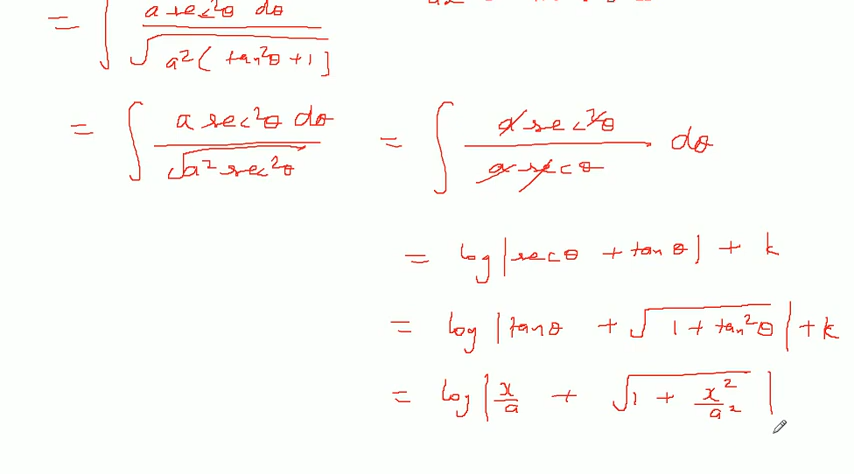 = ∫ a sec²θ dθ / √a²(tan²θ + 1]
= ∫ a sec²θ dθ / √a² sec²θ = ∫ a sec²θ / a secθ dθ
= log|secθ + tanθ| + k
= log|tanθ + √1 + tan²θ| + k
= log|x/a + √1 + x²/a²|